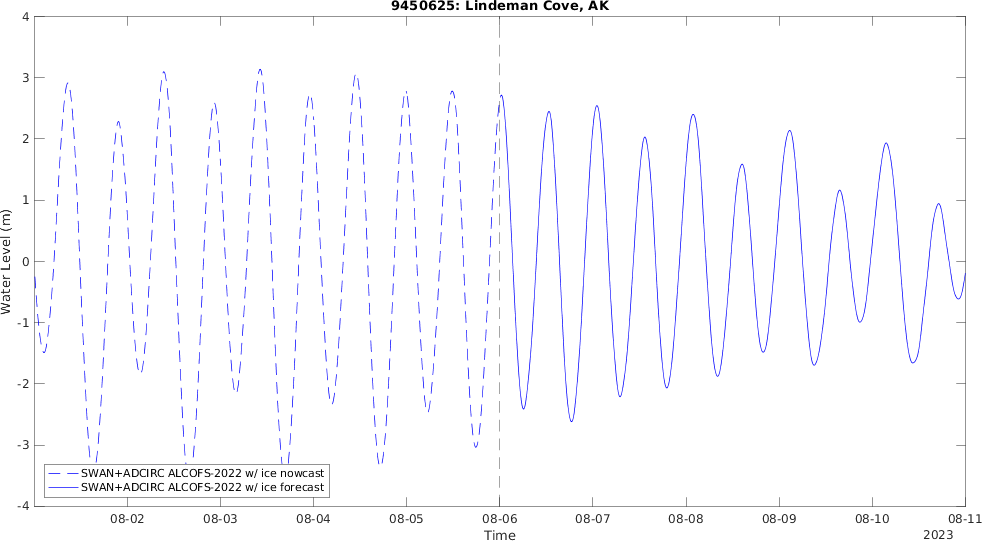 9450625: Lindeman Cove, AK
4
3
2
1
0
-1
-2
-3
-4
Water Level (m)
SWAN+ADCIRC ALCOFS-2022 w/ ice nowcast
SWAN+ADCIRC ALCOFS-2022 w/ ice forecast
08-02 08-03 08-04 08-05 08-06 08-07 08-08 08-09 08-10 08-11
Time
2023